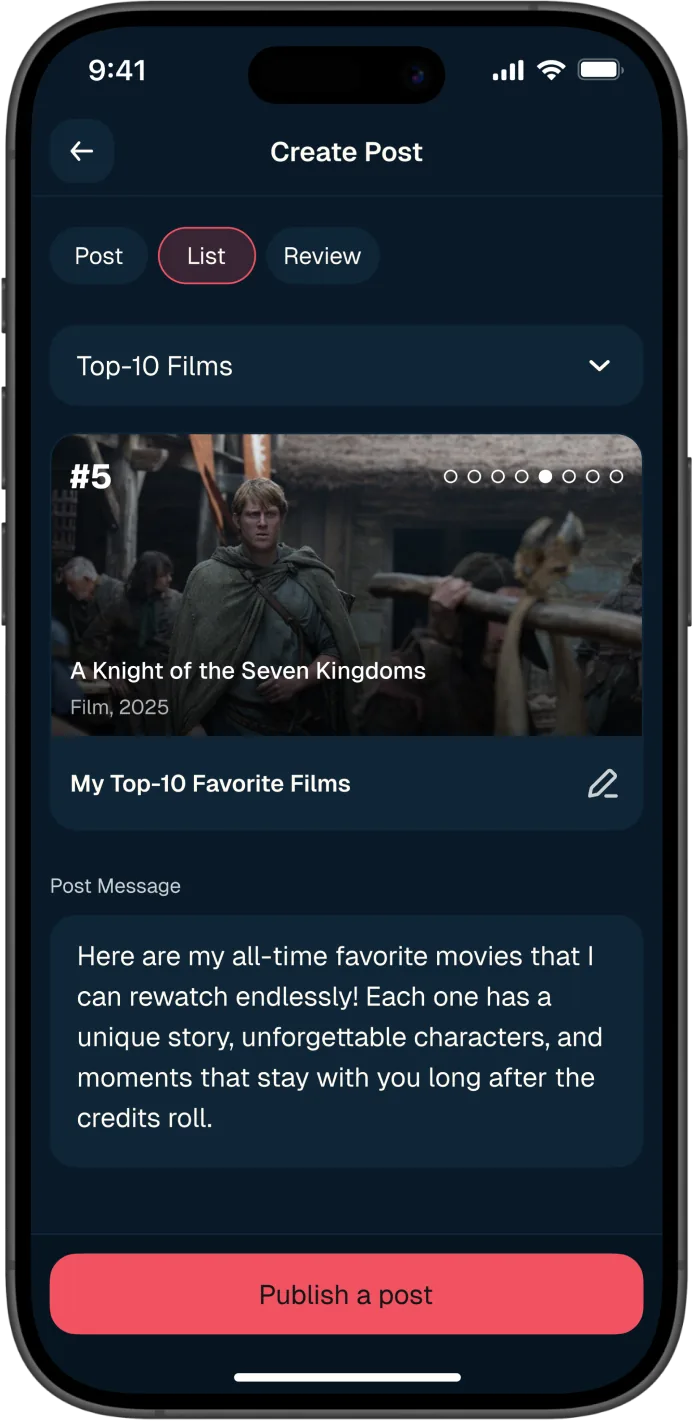 9:41
Create Post
Post
List
Review
Top-10 Films
#5
A Knight of the Seven Kingdoms
Film, 2025
My Top-10 Favorite Films
Post Message
Here are my all-time favorite movies that I
can rewatch endlessly! Each one has a
unique story, unforgettable characters, and
moments that stay with you long after the
credits roll.
Publish a post